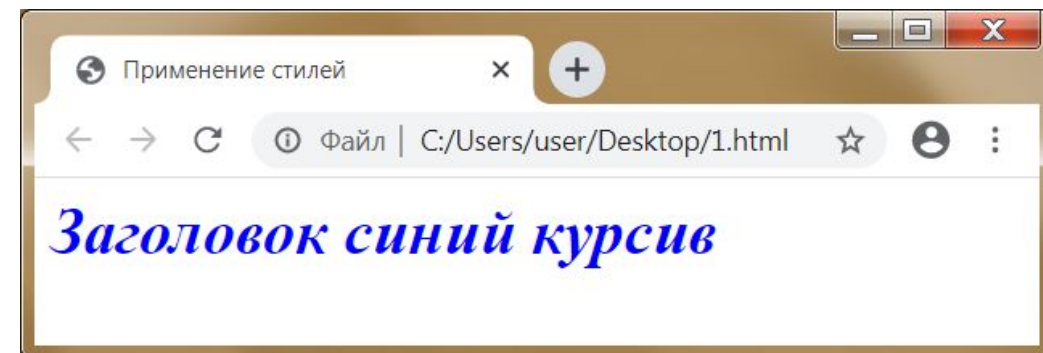 Применение стилей
Файл | C:/Users/user/Desktop/1.html
Заголовок синий курсив